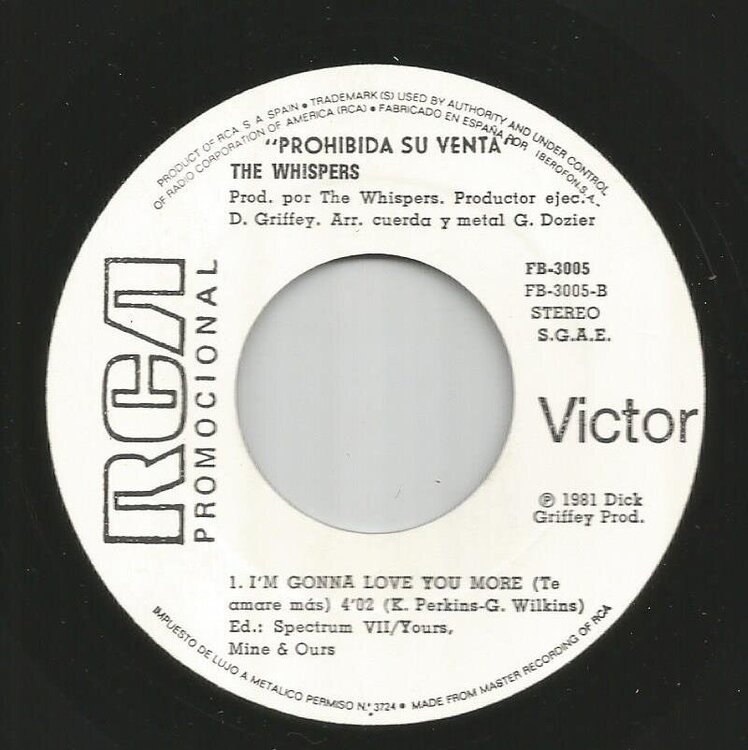 PRODUCT OF RCA S A SPAIN • TRADEMARK (S) USED BY AUTHORITY AND UNDER CONTROL
OF RADIO CORPORATION OF AMERICA (RCA) • FABRICADO EN ESPAÑA POR IBEROFON.S.A.
"PROHIBIDA SU VENTA"
THE WHISPERS
Prod. por The Whispers. Productor ejec.,
D. Griffey. Arr. cuerda y metal G. Dozier
RCA
PROMOCIONAL
FB-3005
FB-3005-B
STEREO
S.G.A.E.
Victor
℗ 1981 Dick
Griffey Prod.
1. I'M GONNA LOVE YOU MORE (Te
amare más) 4'02 (K. Perkins-G. Wilkins)
Ed.: Spectrum VII/Yours,
Mine & Ours
IMPUESTO DE LUJO A METALICO PERMISO N.º 3724 • MADE FROM MASTER RECORDING OF RCA